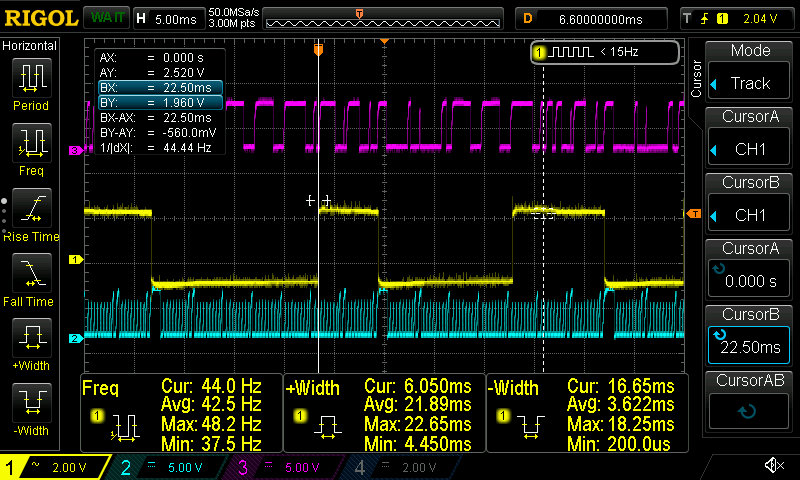 RIGOL WAIT H 5.00ms 50.0MSa/s 3.00M pts D 6.60000000ms T 1 2.04 V
Horizontal
Period
Freq
Rise Time
Fall Time
+Width
-Width
AX: = 0.000 s
AY: = 2.520 V
BX: = 22.50ms
BY: = 1.960 V
BX-AX: = 22.50ms
BY-AY: = -560.0mV
1/|dX|: = 44.44 Hz
1 < 15Hz
T
T
3
1
2
Cursor
Mode
Track
CursorA
CH1
CursorB
CH1
CursorA
0.000 s
CursorB
22.50ms
CursorAB
Freq
1
Cur: 44.0 Hz
Avg: 42.5 Hz
Max: 48.2 Hz
Min: 37.5 Hz
+Width
1
Cur: 6.050ms
Avg: 21.89ms
Max: 22.65ms
Min: 4.450ms
-Width
1
Cur: 16.65ms
Avg: 3.622ms
Max: 18.25ms
Min: 200.0us
1 ~ 2.00 V 2 5.00 V 3 5.00 V 4 2.00 V